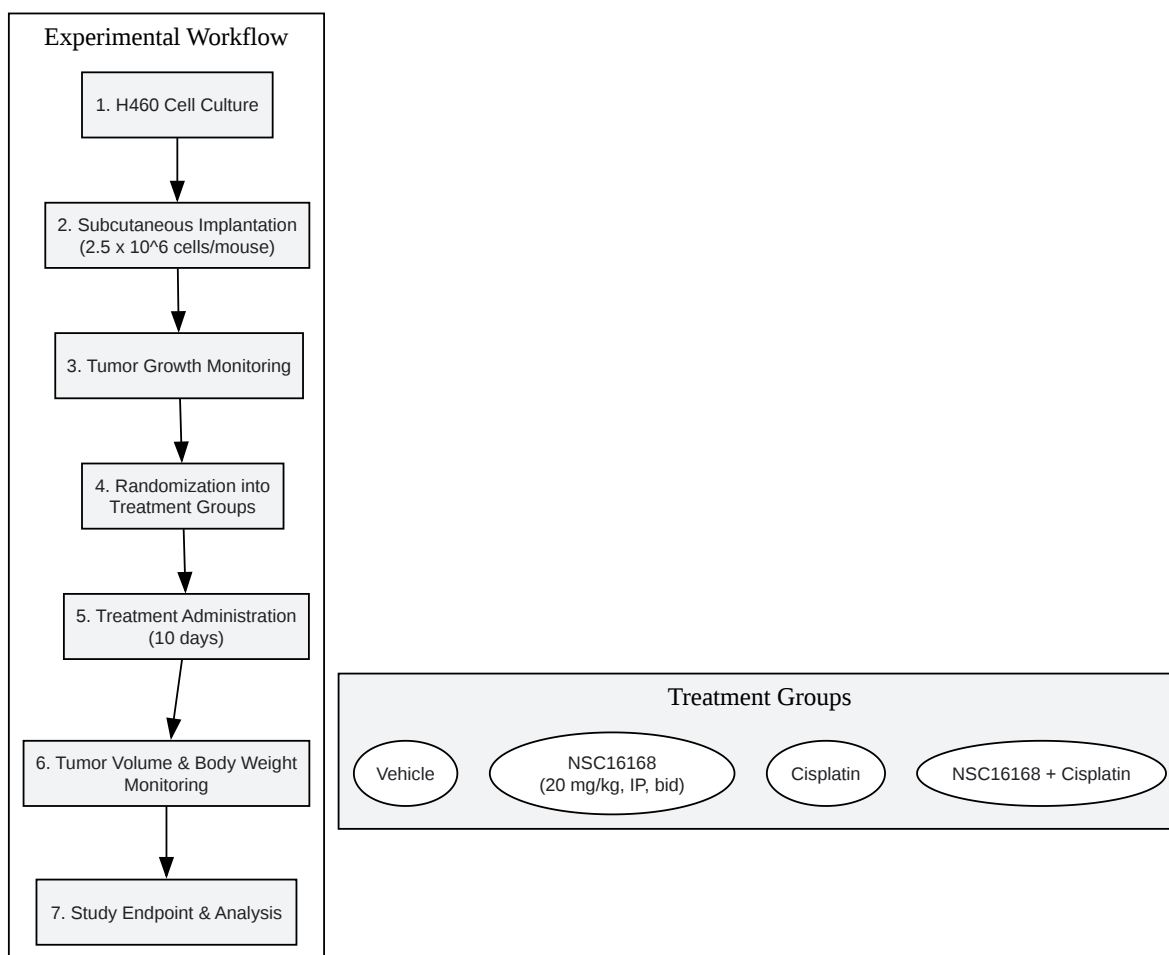 Experimental Workflow
1. H460 Cell Culture
2. Subcutaneous Implantation
(2.5 x 10^6 cells/mouse)
3. Tumor Growth Monitoring
4. Randomization into
Treatment Groups
5. Treatment Administration
(10 days)
6. Tumor Volume & Body Weight
Monitoring
7. Study Endpoint & Analysis
Treatment Groups
Vehicle
NSC16168
(20 mg/kg, IP, bid)
Cisplatin
NSC16168 + Cisplatin